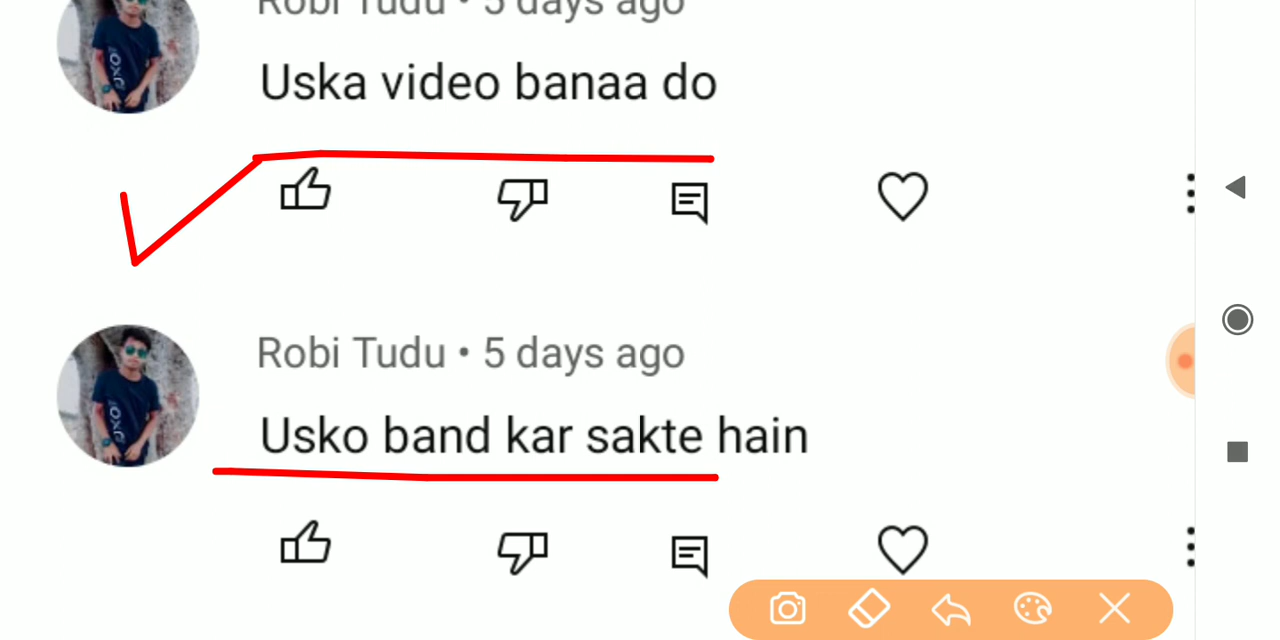 Robi Tudu • 5 days ago
Uska video banaa do
Robi Tudu • 5 days ago
Usko band kar sakte hain